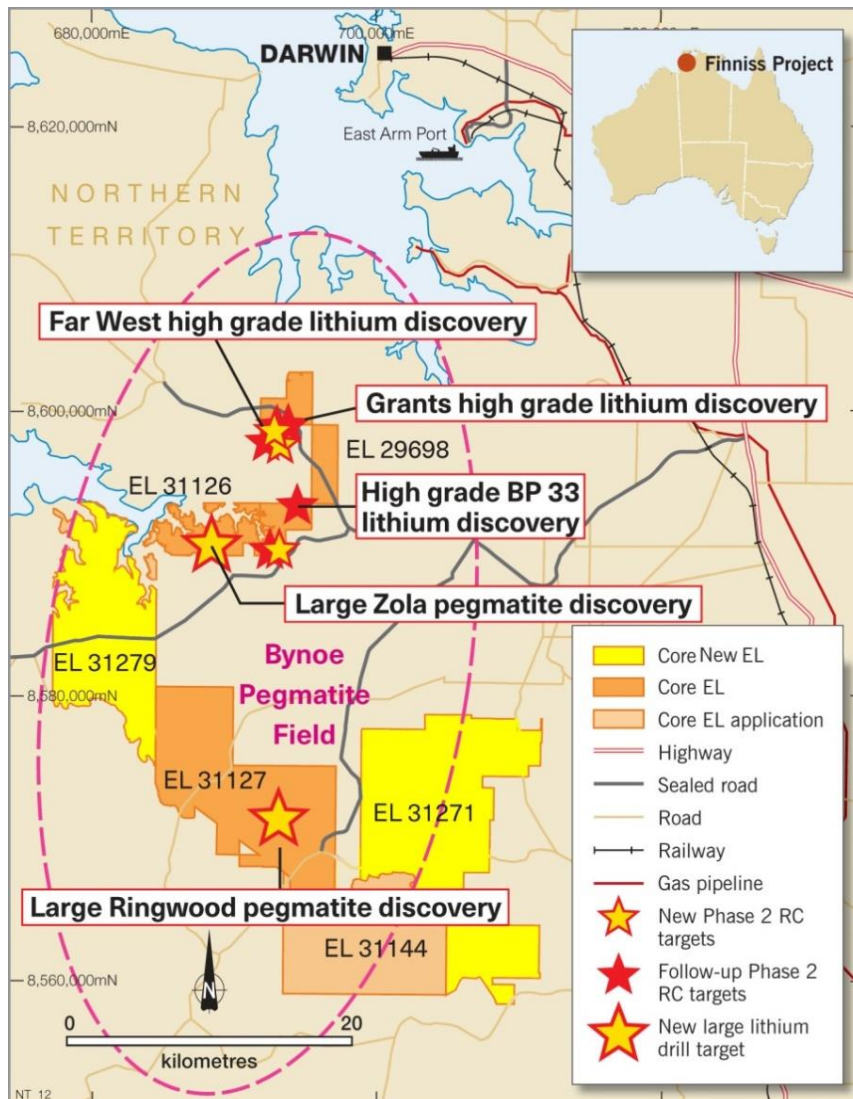 680,000mE
700,000mE
DARWIN
8,620,000mN
East Arm Port
Finniss Project
NORTHERN
TERRITORY
Far West high grade lithium discovery
8,600,000mN
Grants high grade lithium discovery
EL 29698
EL 31126
High grade BP 33
lithium discovery
Large Zola pegmatite discovery
EL 31279
Bynoe
Pegmatite
Field
8,580,000mN
EL 31127
EL 31271
Large Ringwood pegmatite discovery
EL 31144
8,560,000mN
N
0
20
kilometres
NT_12
Core New EL
Core EL
Core EL application
Highway
Sealed road
Road
Railway
Gas pipeline
New Phase 2 RC
targets
Follow-up Phase 2
RC targets
New large lithium
drill target